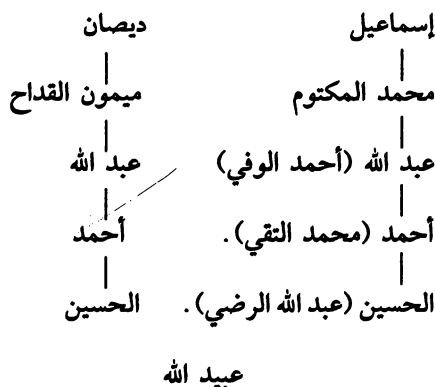 إسماعيل ديصان
محمد المكتوم ميمون القداح
عبد الله (أحمد الوفي) عبد الله
أحمد (محمد التقي). أحمد
الحسين (عبد الله الرضي). الحسين
عبيد الله